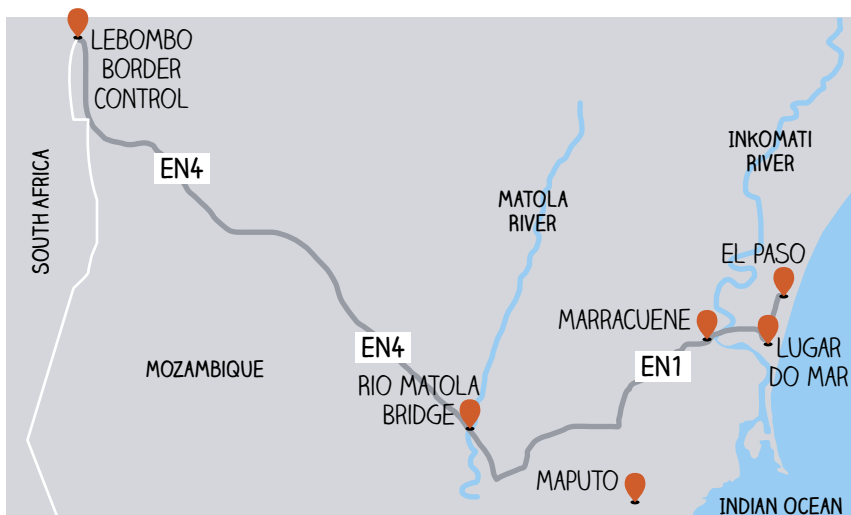 LEBOMBO
BORDER
CONTROL
EN4
SOUTH AFRICA
MATOLA
RIVER
INKOMATI
RIVER
EL PASO
MARRACUENE
LUGAR
DO MAR
EN4
EN1
MOZAMBIQUE
RIO MATOLA
BRIDGE
MAPUTO
INDIAN OCEAN